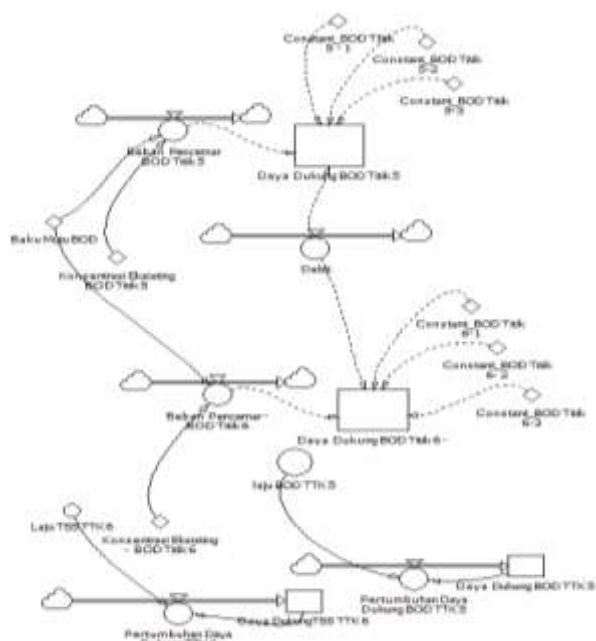 Constant_BOD Titik
5 - 1
Constant_BOD Titik
5-2
Constant_BOD Titik
5-3
Beban Pencemar
BOD Titik 5
Daya Dukung BOD Titik 5
Baku Mutu BOD
Konsentrasi Eksisting
BOD Titik 5
Debit
Constant_BOD Titik
6-1
Constant_BOD Titik
6- 2
Constant_BOD Titik
6-3
Beban Pencemar
BOD Titik 6
Daya Dukung BOD Titik 6
laju BOD TTK 5
Laju TSS TTK 6
Konsentrasi Eksisting
BOD Titik 6
Daya Dukung BOD TTK 5
Pertumbuhan Daya
Dukung BOD TTK 5
Daya Dukung TSS TTK 6
Pertumbuhan Daya